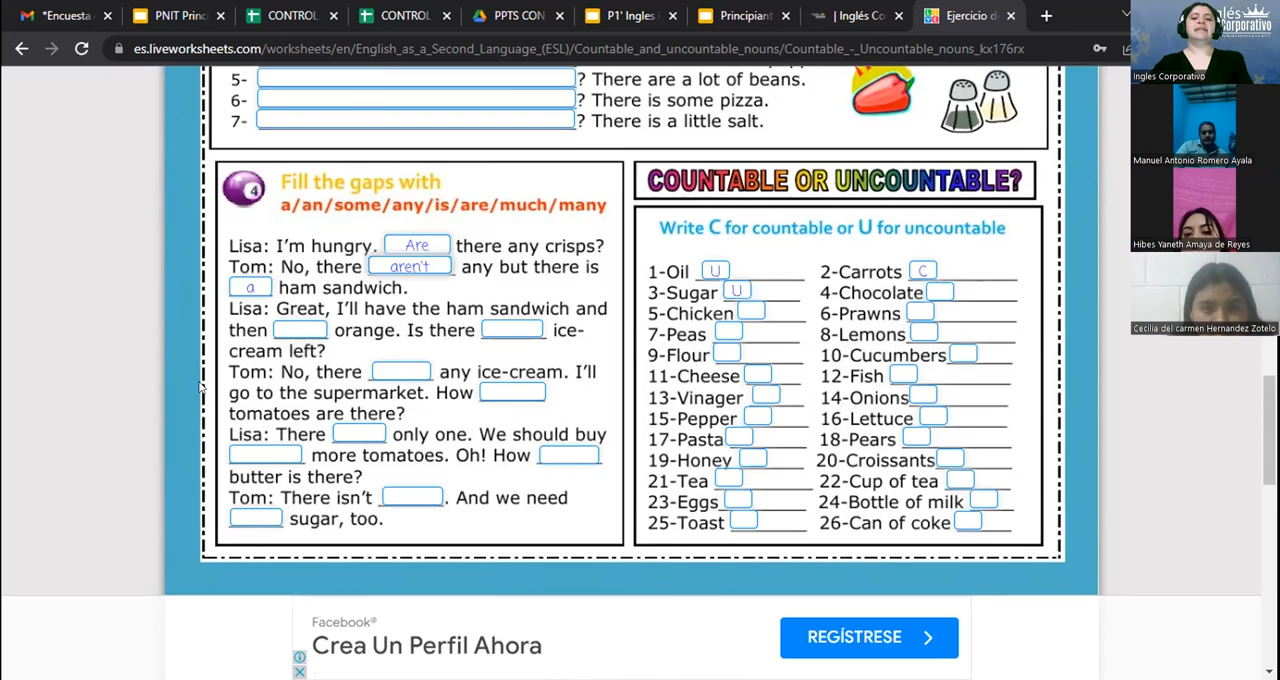 *Encuesta
PNIT Princ
CONTROL
CONTROL
PPTS CON
P1' Ingles
Principiant
| Inglés Co
Ejercicio d
es.liveworksheets.com/worksheets/en/English_as_a_Second_Language_(ESL)/Countable_and_uncountable_nouns/Countable_-_Uncountable_nouns_kx176rx
Inglés
Corporativo
Ingles Corporativo
Manuel Antonio Romero Ayala
Hibes Yaneth Amaya de Reyes
Cecilia del carmen Hernandez Zotelo
5- ? There are a lot of beans.
6- ? There is some pizza.
7- ? There is a little salt.
4
Fill the gaps with
a/an/some/any/is/are/much/many
Lisa: I'm hungry. Are there any crisps?
Tom: No, there aren't any but there is
a ham sandwich.
Lisa: Great, I'll have the ham sandwich and
then orange. Is there ice-
cream left?
Tom: No, there any ice-cream. I'll
go to the supermarket. How
tomatoes are there?
Lisa: There only one. We should buy
more tomatoes. Oh! How
butter is there?
Tom: There isn't . And we need
sugar, too.
COUNTABLE OR UNCOUNTABLE?
Write C for countable or U for uncountable
1-Oil U 2-Carrots C
3-Sugar U 4-Chocolate
5-Chicken 6-Prawns
7-Peas 8-Lemons
9-Flour 10-Cucumbers
11-Cheese 12-Fish
13-Vinager 14-Onions
15-Pepper 16-Lettuce
17-Pasta 18-Pears
19-Honey 20-Croissants
21-Tea 22-Cup of tea
23-Eggs 24-Bottle of milk
25-Toast 26-Can of coke
Facebook®
Crea Un Perfil Ahora
REGÍSTRESE